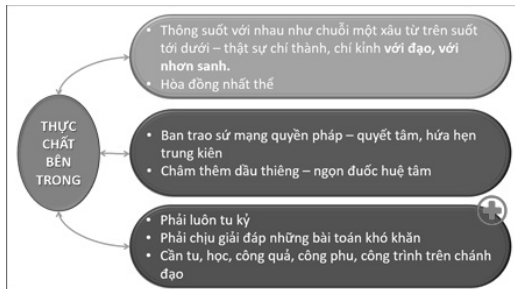 THỰC
CHẤT
BÊN
TRONG
• Thông suốt với nhau như chuỗi một xâu từ trên suốt
tới dưới – thật sự chí thành, chí kỉnh với đạo, với
nhơn sanh.
• Hòa đồng nhất thể
• Ban trao sứ mạng quyền pháp – quyết tâm, hứa hẹn
trung kiên
• Châm thêm dầu thiêng – ngọn đuốc huệ tâm
• Phải luôn tu kỷ
• Phải chịu giải đáp những bài toán khó khăn
• Cần tu, học, công quả, công phu, công trình trên chánh
đạo